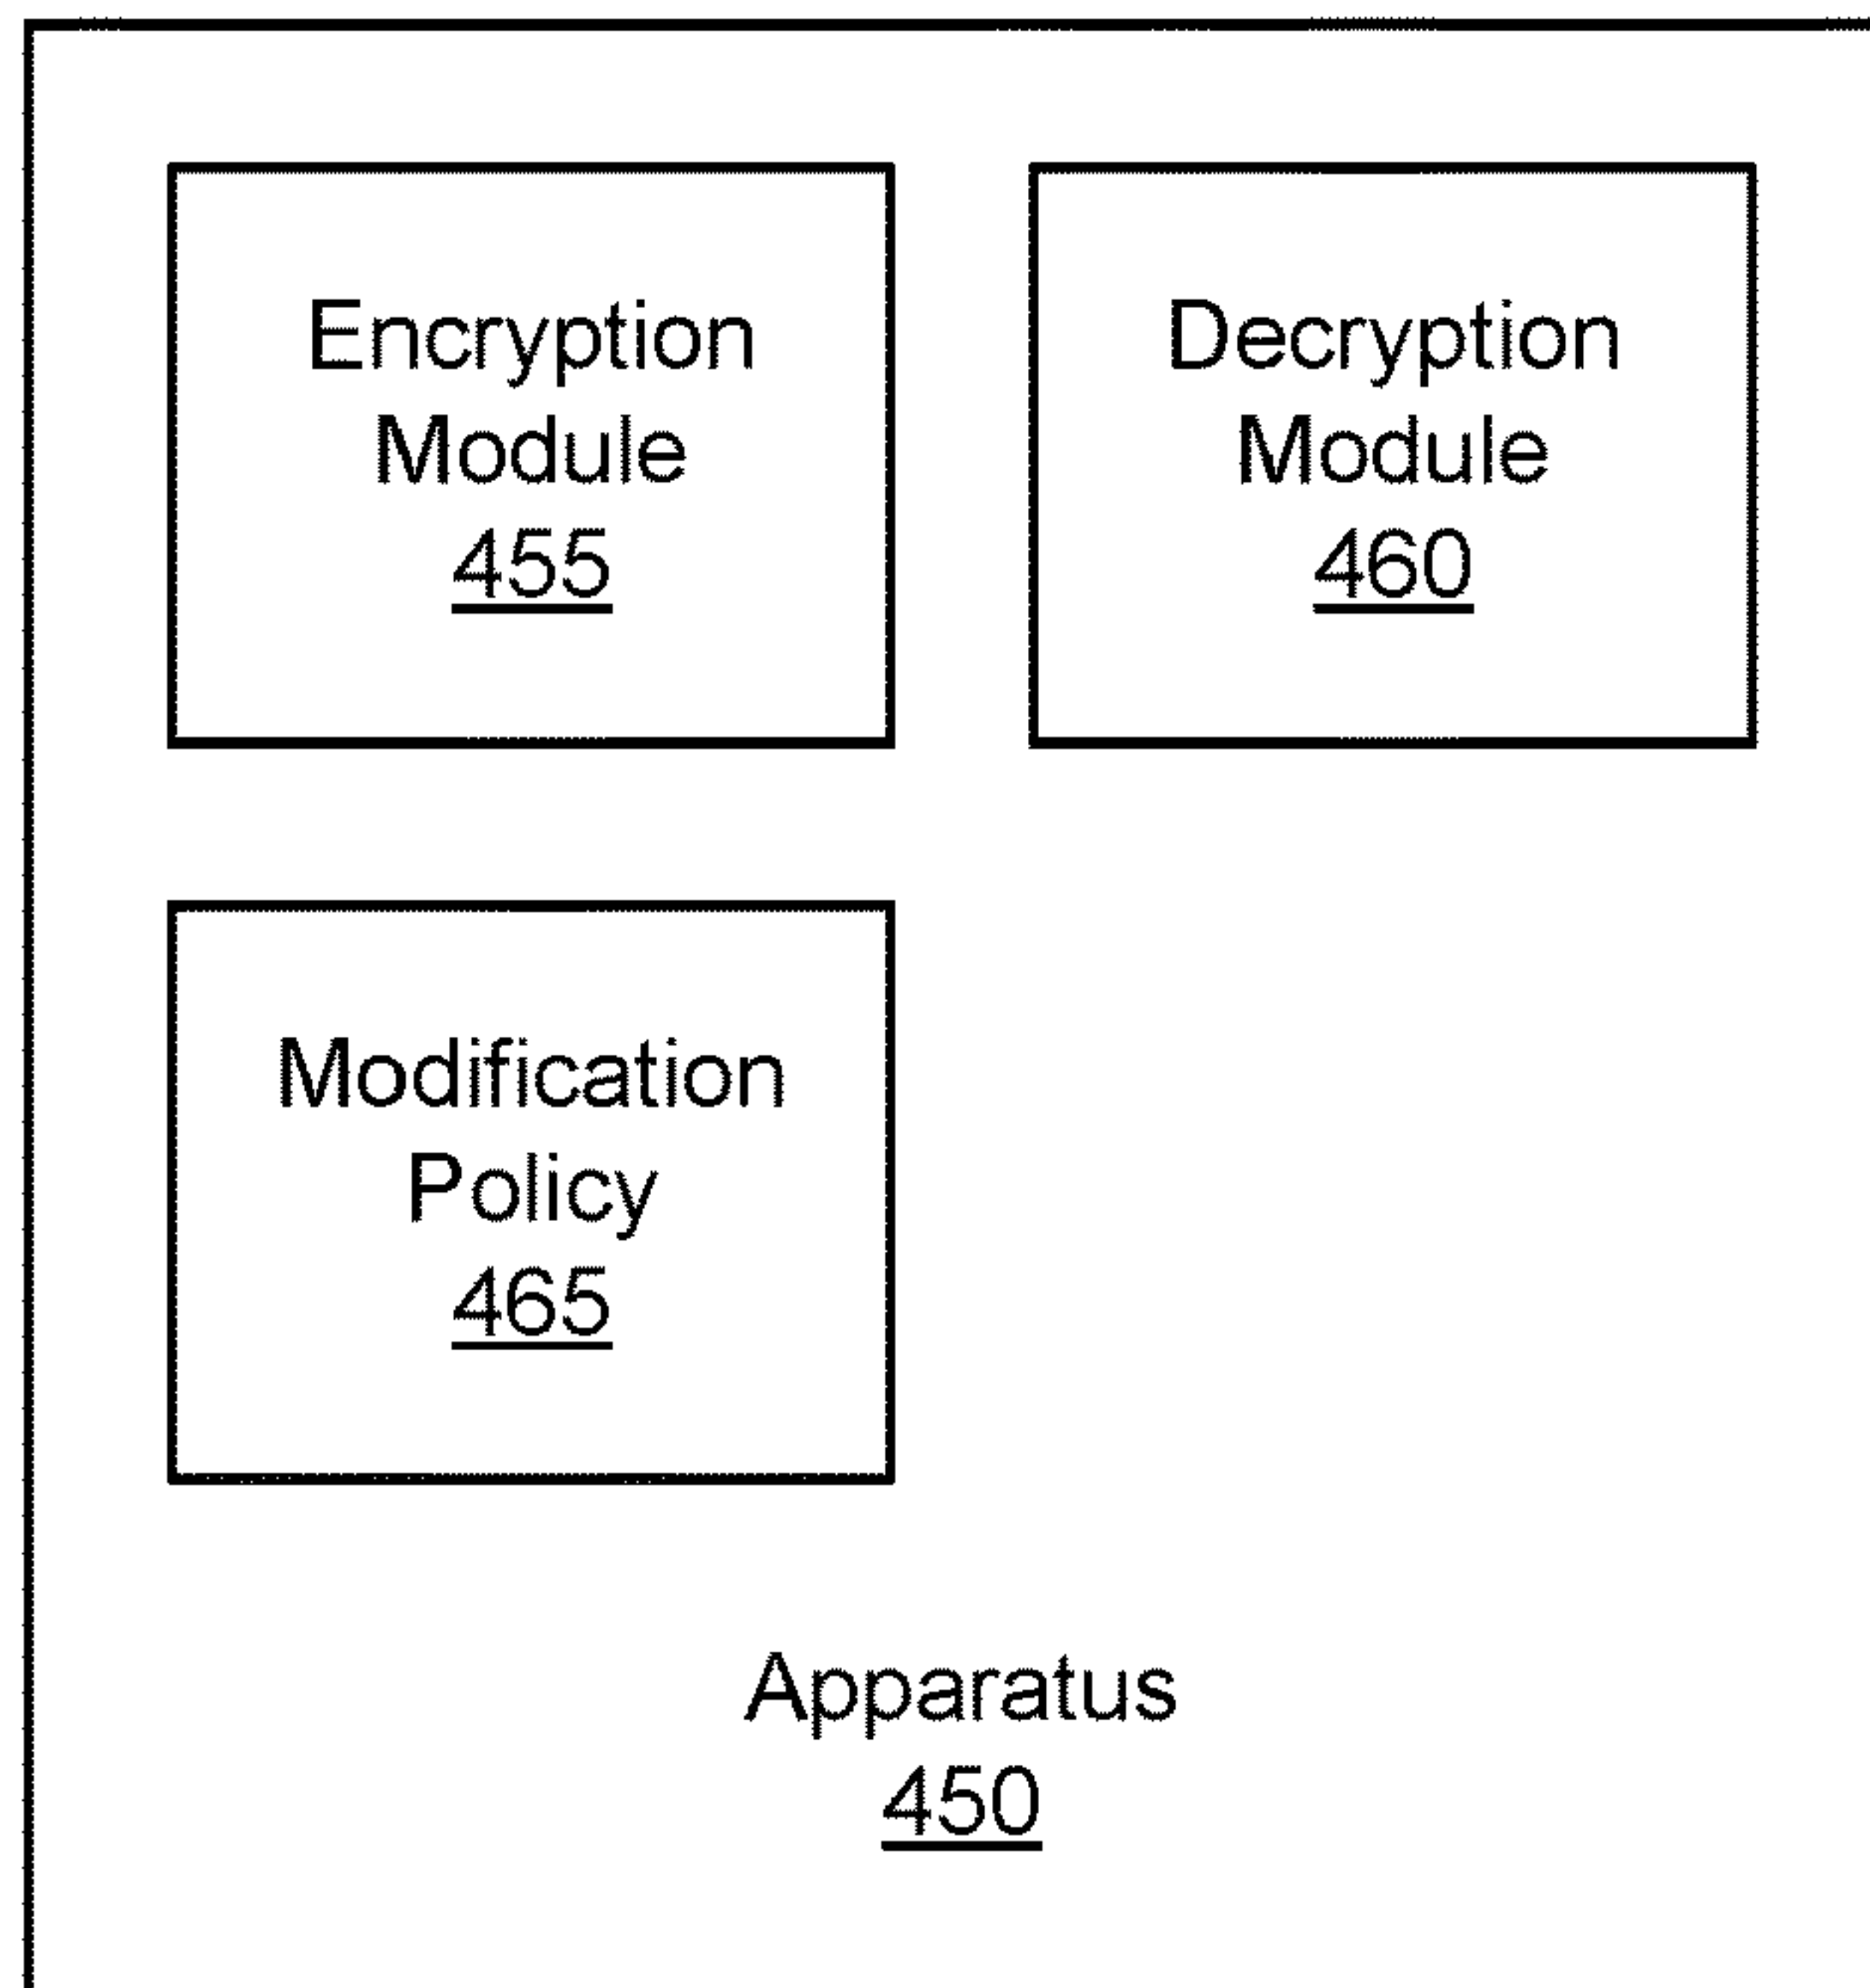 Encryption
Module
455
Decryption
Module
460
Modification
Policy
465
Apparatus
450